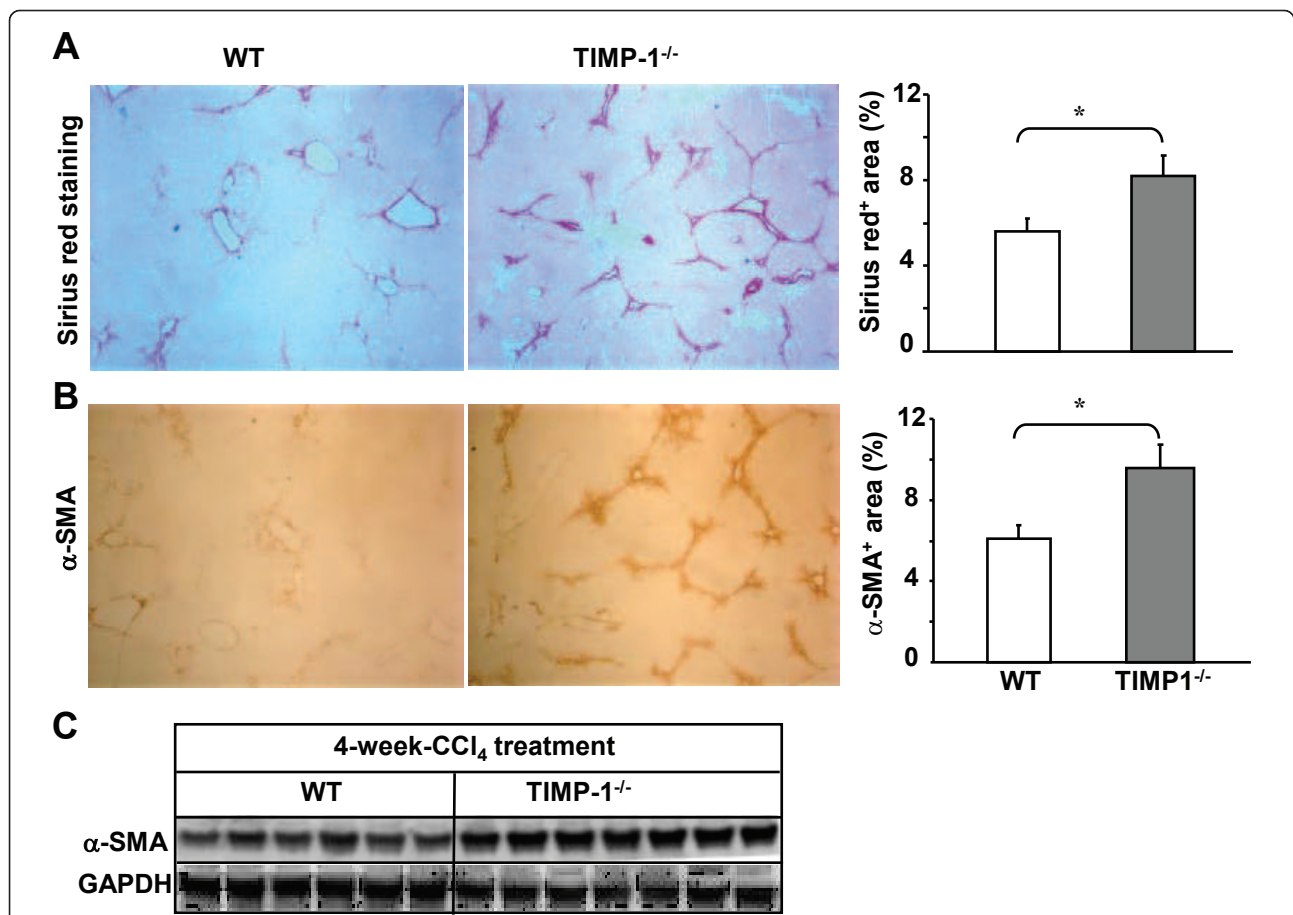 A
WT TIMP-1-/-
Sirius red staining
Sirius red+ area (%)
12
8
4
0
*
B
α-SMA
α-SMA+ area (%)
12
8
4
0
*
WT TIMP1-/-
C
4-week-CCl4 treatment
WT TIMP-1-/-
α-SMA
GAPDH